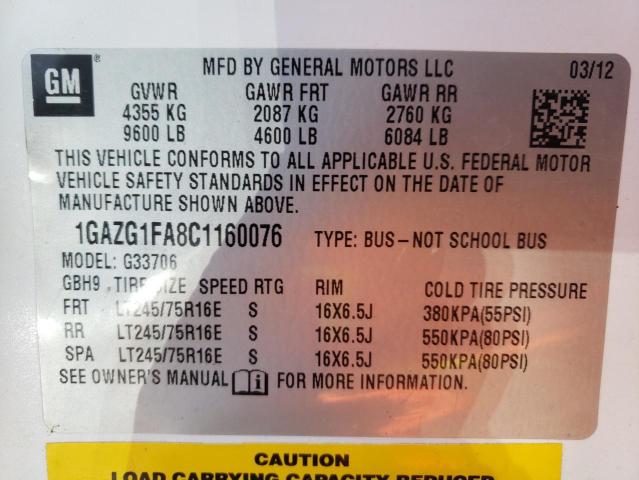 GM
MFD BY GENERAL MOTORS LLC 03/12
GVWR GAWR FRT GAWR RR
4355 KG 2087 KG 2760 KG
9600 LB 4600 LB 6084 LB
THIS VEHICLE CONFORMS TO ALL APPLICABLE U.S. FEDERAL MOTOR
VEHICLE SAFETY STANDARDS IN EFFECT ON THE DATE OF
MANUFACTURE SHOWN ABOVE.
1GAZG1FA8C1160076 TYPE: BUS–NOT SCHOOL BUS
MODEL: G33706
GBH9 TIRE SIZE SPEED RTG RIM COLD TIRE PRESSURE
FRT LT245/75R16E S 16X6.5J 380KPA(55PSI)
RR LT245/75R16E S 16X6.5J 550KPA(80PSI)
SPA LT245/75R16E S 16X6.5J 550KPA(80PSI)
SEE OWNER'S MANUAL i FOR MORE INFORMATION.
CAUTION
LOAD CARRYING CAPACITY REDUCED